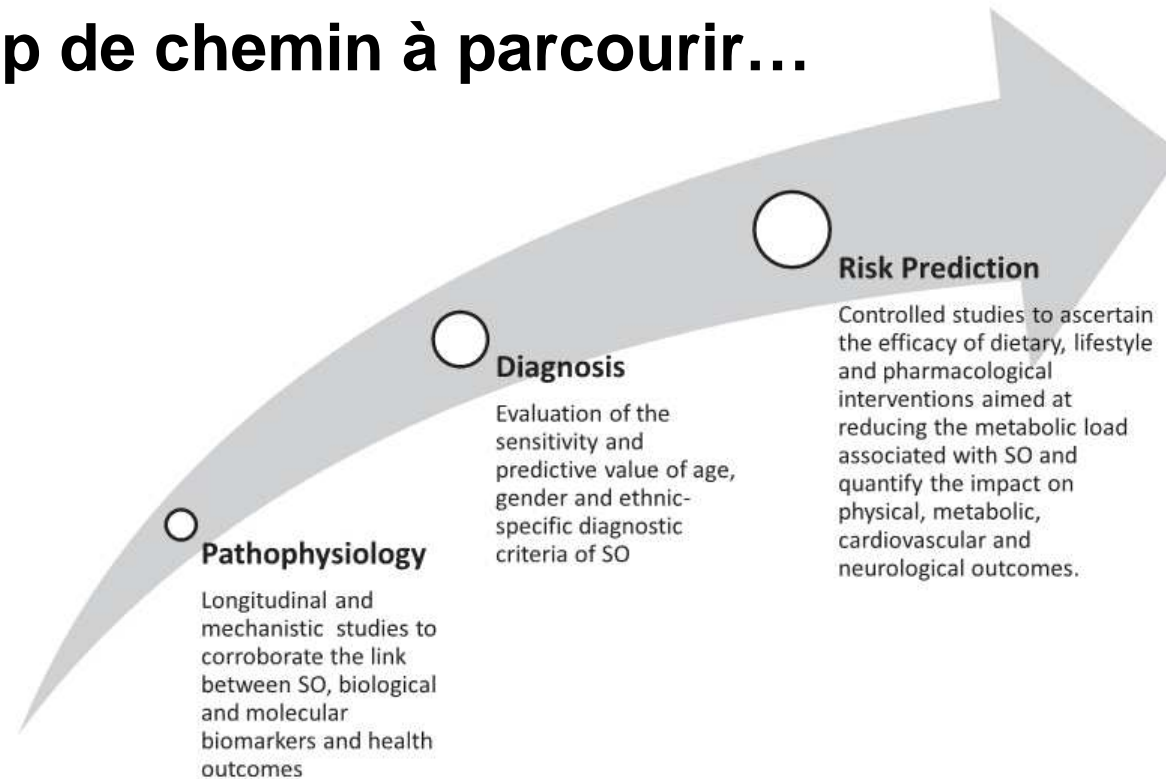 p de chemin à parcourir…
Pathophysiology
Longitudinal and
mechanistic studies to
corroborate the link
between SO, biological
and molecular
biomarkers and health
outcomes
Diagnosis
Evaluation of the
sensitivity and
predictive value of age,
gender and ethnic-
specific diagnostic
criteria of SO
Risk Prediction
Controlled studies to ascertain
the efficacy of dietary, lifestyle
and pharmacological
interventions aimed at
reducing the metabolic load
associated with SO and
quantify the impact on
physical, metabolic,
cardiovascular and
neurological outcomes.